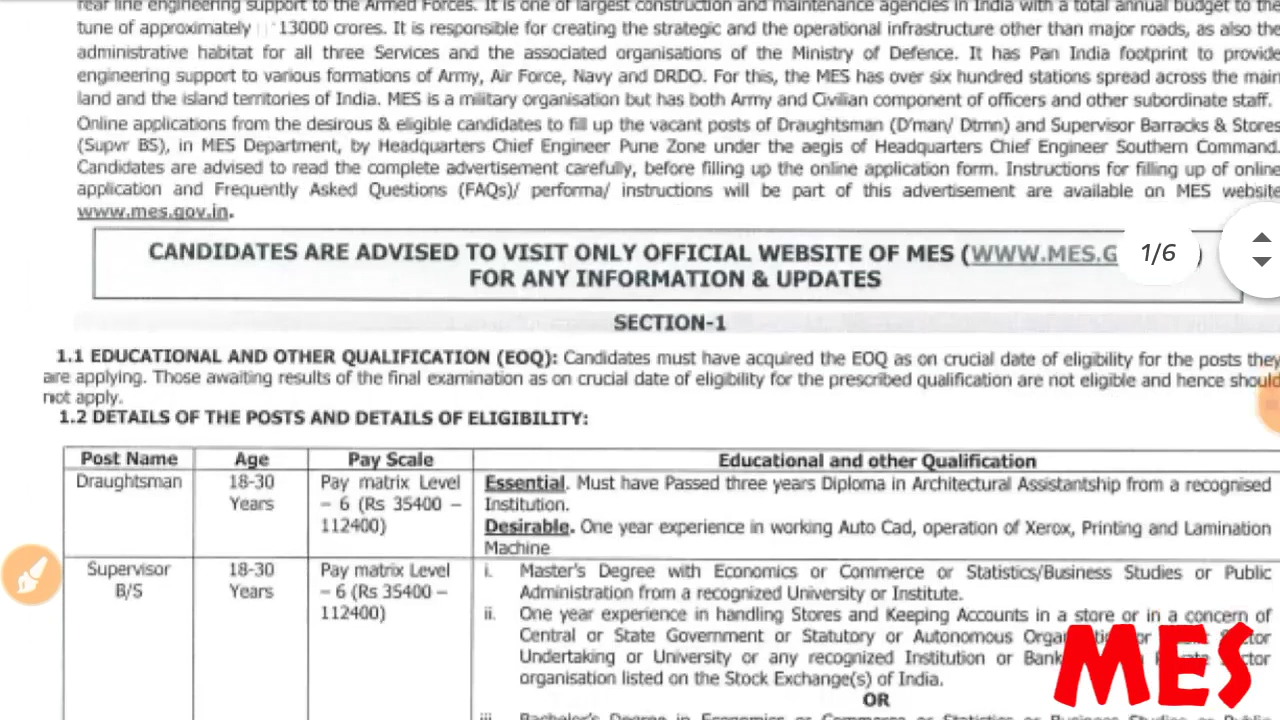 rear line engineering support to the Armed Forces. It is one of largest construction and maintenance agencies in India with a total annual budget to the
tune of approximately 13000 crores. It is responsible for creating the strategic and the operational infrastructure other than major roads, as also the
administrative habitat for all three Services and the associated organisations of the Ministry of Defence. It has Pan India footprint to provide
engineering support to various formations of Army, Air Force, Navy and DRDO. For this, the MES has over six hundred stations spread across the main
land and the island territories of India. MES is a military organisation but has both Army and Civilian component of officers and other subordinate staff.
Online applications from the desirous & eligible candidates to fill up the vacant posts of Draughtsman (D'man/ Dtmn) and Supervisor Barracks & Stores
(Supvr BS), in MES Department, by Headquarters Chief Engineer Pune Zone under the aegis of Headquarters Chief Engineer Southern Command.
Candidates are advised to read the complete advertisement carefully, before filling up the online application form. Instructions for filling up of online
application and Frequently Asked Questions (FAQs)/ performa/ instructions will be part of this advertisement are available on MES website
www.mes.gov.in.
CANDIDATES ARE ADVISED TO VISIT ONLY OFFICIAL WEBSITE OF MES (WWW.MES.G )
1/6
FOR ANY INFORMATION & UPDATES
SECTION-1
1.1 EDUCATIONAL AND OTHER QUALIFICATION (EOQ): Candidates must have acquired the EOQ as on crucial date of eligibility for the posts they
are applying. Those awaiting results of the final examination as on crucial date of eligibility for the prescribed qualification are not eligible and hence should
not apply.
1.2 DETAILS OF THE POSTS AND DETAILS OF ELIGIBILITY:
Post Name Age Pay Scale Educational and other Qualification
Draughtsman 18-30 Pay matrix Level Essential. Must have Passed three years Diploma in Architectural Assistantship from a recognised
Years – 6 (Rs 35400 – Institution.
112400) Desirable. One year experience in working Auto Cad, operation of Xerox, Printing and Lamination
Machine
Supervisor 18-30 Pay matrix Level i. Master's Degree with Economics or Commerce or Statistics/Business Studies or Public
B/S Years – 6 (Rs 35400 – Administration from a recognized University or Institute.
112400) ii. One year experience in handling Stores and Keeping Accounts in a store or in a concern of
Central or State Government or Statutory or Autonomous or
Undertaking or University or any recognized Institution or Bank
organisation listed on the Stock Exchange(s) of India.
OR
iii. Bachelor's Degree in Economics or Commerce or Statistics or Business Studies or Public
MES